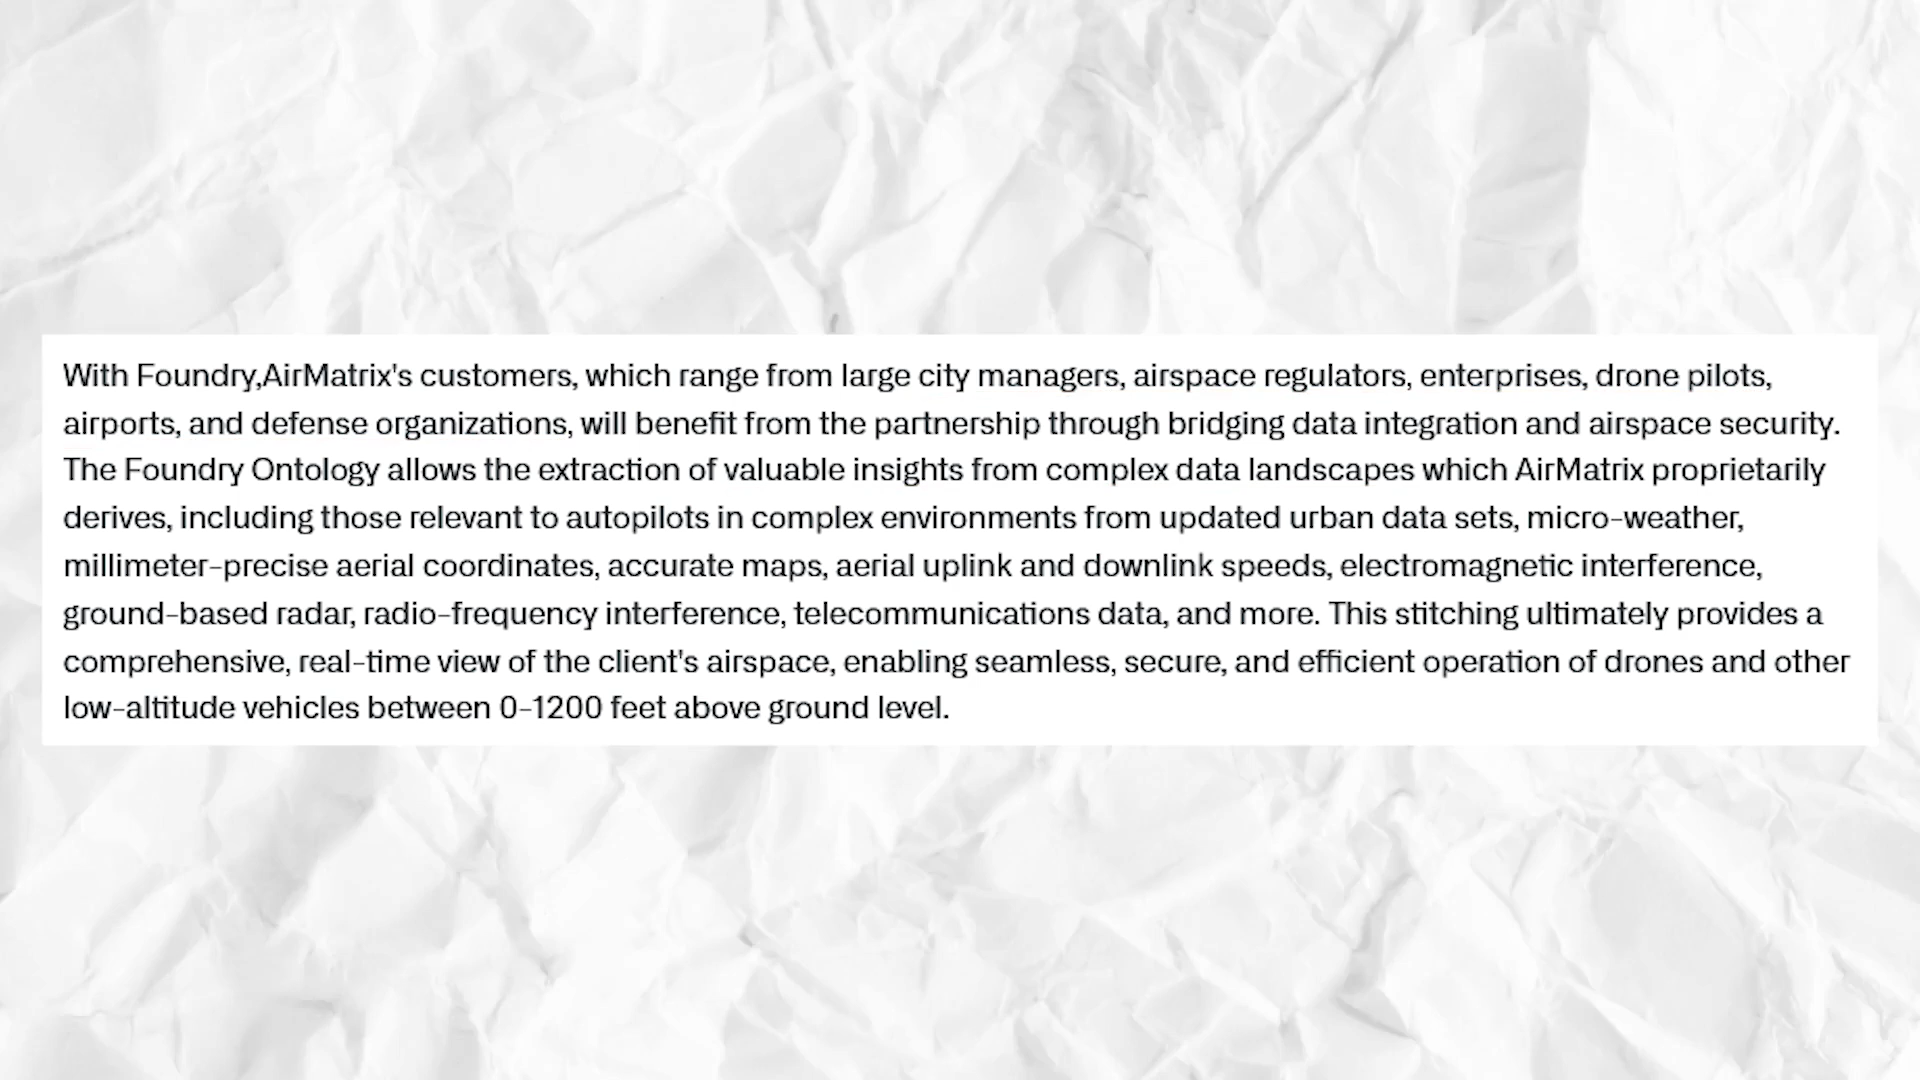 With Foundry,AirMatrix's customers, which range from large city managers, airspace regulators, enterprises, drone pilots,
airports, and defense organizations, will benefit from the partnership through bridging data integration and airspace security.
The Foundry Ontology allows the extraction of valuable insights from complex data landscapes which AirMatrix proprietarily
derives, including those relevant to autopilots in complex environments from updated urban data sets, micro-weather,
millimeter-precise aerial coordinates, accurate maps, aerial uplink and downlink speeds, electromagnetic interference,
ground-based radar, radio-frequency interference, telecommunications data, and more. This stitching ultimately provides a
comprehensive, real-time view of the client's airspace, enabling seamless, secure, and efficient operation of drones and other
low-altitude vehicles between 0-1200 feet above ground level.